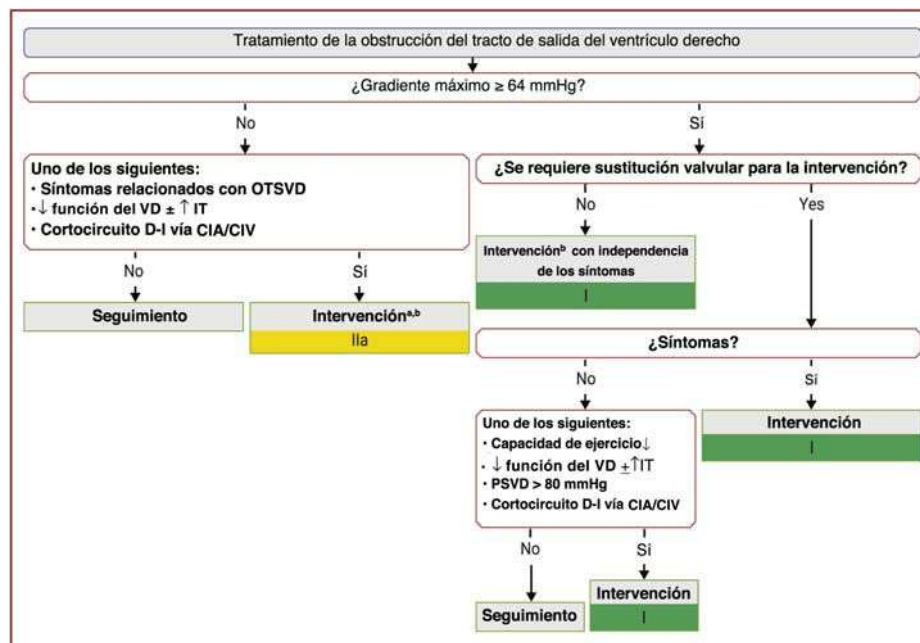 Tratamiento de la obstrucción del tracto de salida del ventrículo derecho
¿Gradiente máximo ≥ 64 mmHg?
No
Sí
Uno de los siguientes:
· Síntomas relacionados con OTSVD
· ↓ función del VD ± ↑ IT
· Cortocircuito D-I vía CIA/CIV
¿Se requiere sustitución valvular para la intervención?
No
Yes
No
Sí
Intervenciónᵇ con independencia
de los síntomas
I
Seguimiento
Intervenciónᵃ,ᵇ
IIa
¿Síntomas?
No
Sí
Uno de los siguientes:
· Capacidad de ejercicio↓
· ↓ función del VD ±↑IT
· PSVD > 80 mmHg
· Cortocircuito D-I vía CIA/CIV
Intervención
I
No
Si
Seguimiento
Intervención
I